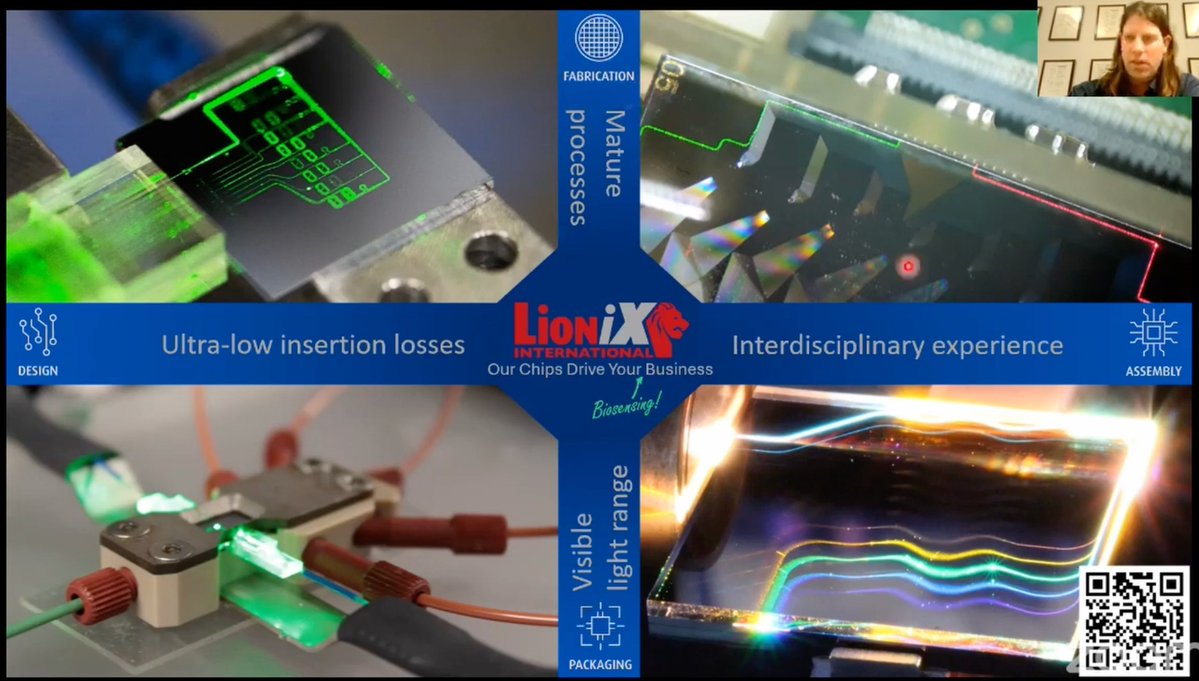 FABRICATION
Mature
processes
05
DESIGN
Ultra-low insertion losses
LioniX
INTERNATIONAL
Our Chips Drive Your Business
Biosensing!
Interdisciplinary experience
ASSEMBLY
Visible
light range
PACKAGING